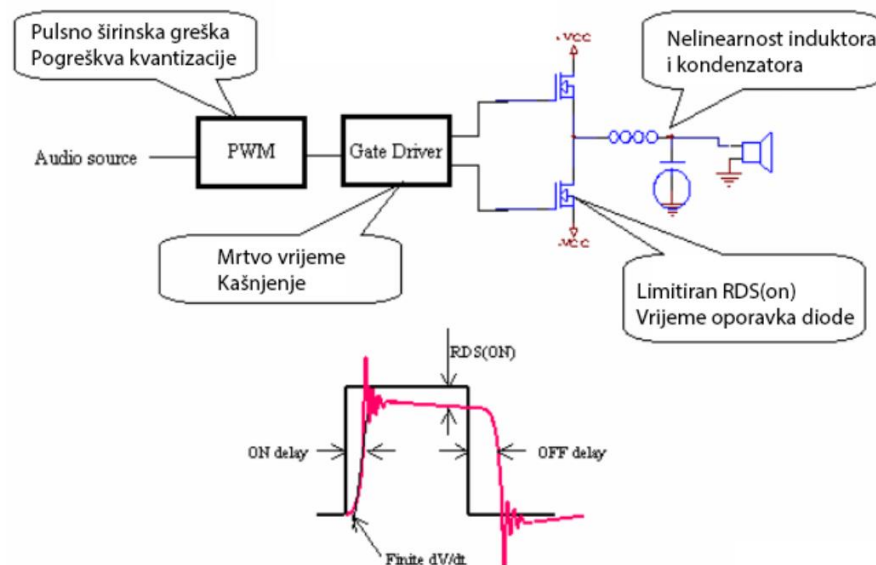 Pulsno širinska greška
Pogreškva kvantizacije
+VCC
Nelinearnost induktora
i kondenzatora
Audio source
PWM
Gate Driver
Mrtvo vrijeme
Kašnjenje
-VCC
Limitiran RDS(on)
Vrijeme oporavka diode
RDS(ON)
ON delay
OFF delay
Finite dV/dt